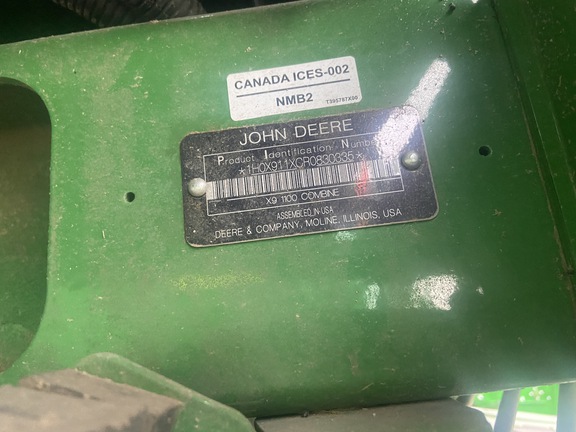 CANADA ICES-002
NMB2
JOHN DEERE
Product Identification Number
*1H0X911XCR0830335*
X9 1100 COMBINE
ASSEMBLED IN USA
DEERE & COMPANY, MOLINE, ILLINOIS, USA